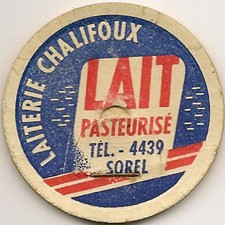 LAITERIE CHALIFOUX
LAIT
PASTEURISÉ
TÉL. - 4439
SOREL